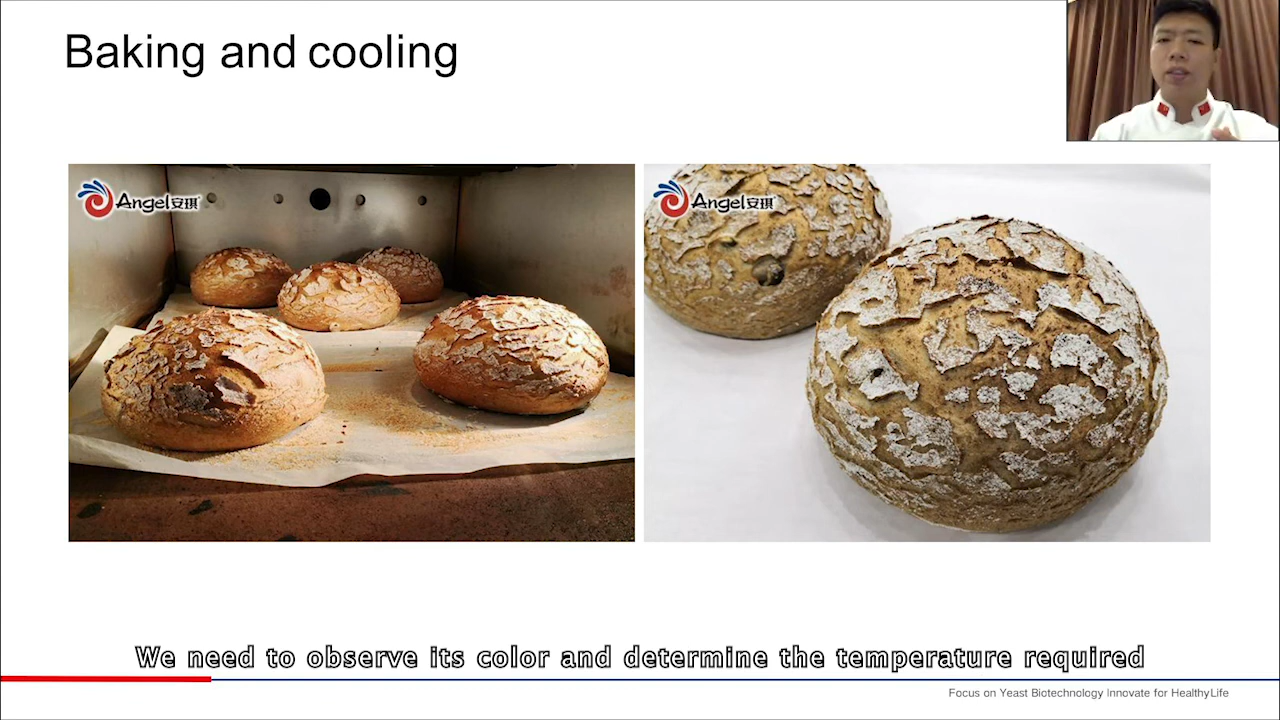 Baking and cooling
Angel安琪
Angel安琪
We need to observe its color and determine the temperature required
Focus on Yeast Biotechnology Innovate for HealthyLife